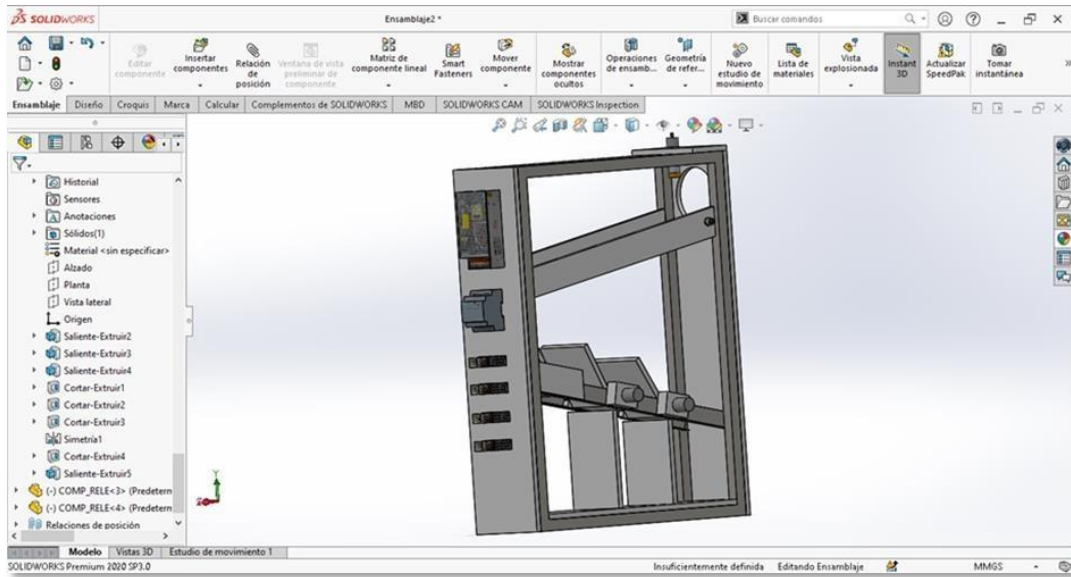 SOLIDWORKS
Ensamblaje2 *
Buscar comandos
Editar componente
Insertar componentes
Relación de posición
Ventana de vista preliminar de componente
Matriz de componente lineal
Smart Fasteners
Mover componente
Mostrar componentes ocultos
Operaciones de ensamb...
Geometría de refer...
Nuevo estudio de movimiento
Lista de materiales
Vista explosionada
Instant 3D
Actualizar SpeedPak
Tomar instantánea
Ensamblaje Diseño Croquis Marca Calcular Complementos de SOLIDWORKS MBD SOLIDWORKS CAM SOLIDWORKS Inspection
Historial
Sensores
Anotaciones
Sólidos(1)
Material <sin especificar>
Alzado
Planta
Vista lateral
Origen
Saliente-Extruir2
Saliente-Extruir3
Saliente-Extruir4
Cortar-Extruir1
Cortar-Extruir2
Cortar-Extruir3
Simetría1
Cortar-Extruir4
Saliente-Extruir5
(-) COMP_RELE<3> (Predetern
(-) COMP_RELE<4> (Predetern
Relaciones de posición
Y
Modelo Vistas 3D Estudio de movimiento 1
SOLIDWORKS Premium 2020 SP3.0 Insuficientemente definida Editando Ensamblaje MMGS